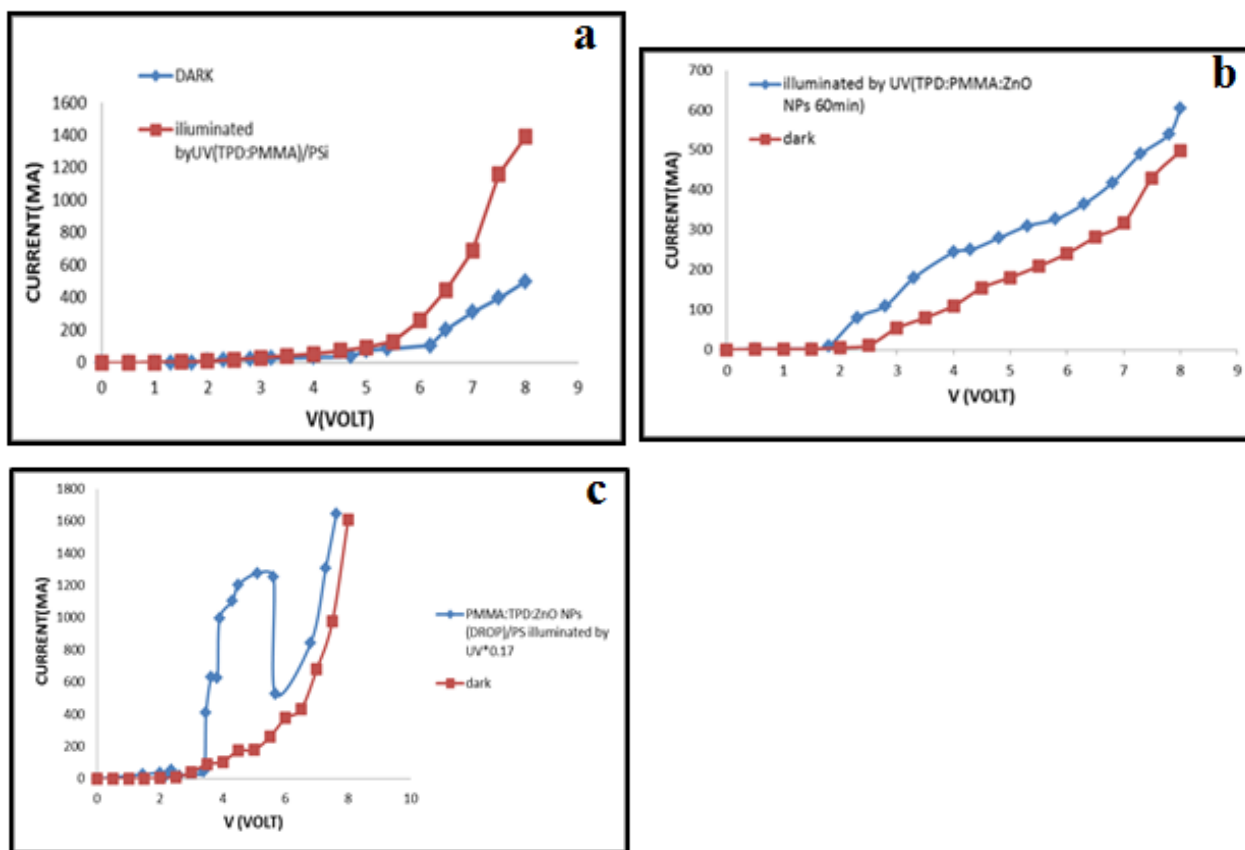 a
DARK
iliuminated
byUV(TPD:PMMA)/PSi
CURRENT(MA)
1600
1400
1200
1000
800
600
400
200
0
0 1 2 3 4 5 6 7 8 9
V(VOLT)
b
illuminated by UV(TPD:PMMA:ZnO
NPs 60min)
dark
CURRENT(MA)
700
600
500
400
300
200
100
0
0 1 2 3 4 5 6 7 8 9
V (VOLT)
c
CURRENT(MA)
1800
1600
1400
1200
1000
800
600
400
200
0
0 2 4 6 8 10
V (VOLT)
PMMA:TPD:ZnO NPs
(DROP)/PS illuminated by
UV*0.17
dark